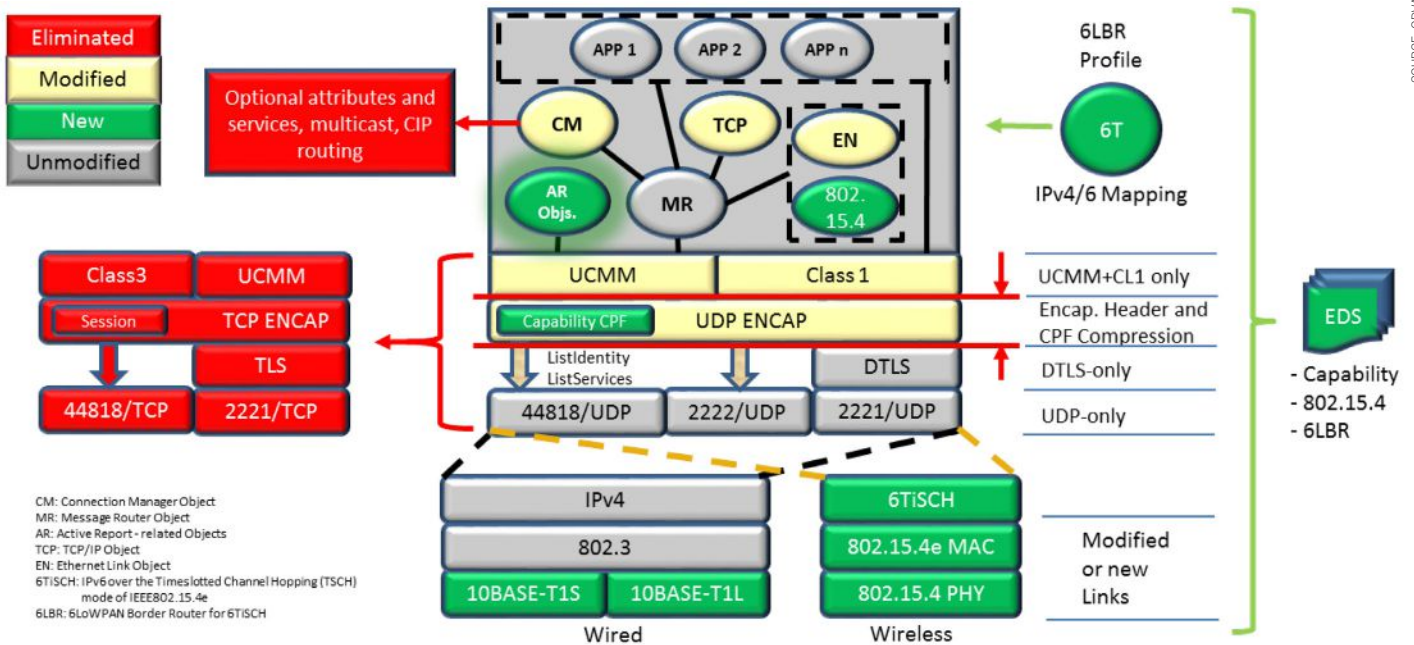 Eliminated
Modified
New
Unmodified
Optional attributes and
services, multicast, CIP
routing
APP 1
APP 2
APP n
CM
TCP
EN
AR
Objs.
MR
802.
15.4
6LBR
Profile
6T
IPv4/6 Mapping
Class3
UCMM
Session
TCP ENCAP
TLS
44818/TCP
2221/TCP
UCMM
Class 1
Capability CPF
UDP ENCAP
ListIdentity
ListServices
DTLS
44818/UDP
2222/UDP
2221/UDP
UCMM+CL1 only
Encap. Header and
CPF Compression
DTLS-only
UDP-only
EDS
- Capability
- 802.15.4
- 6LBR
IPv4
802.3
10BASE-T1S
10BASE-T1L
Wired
6TiSCH
802.15.4e MAC
802.15.4 PHY
Wireless
Modified
or new
Links
CM: Connection Manager Object
MR: Message Router Object
AR: Active Report - related Objects
TCP: TCP/IP Object
EN: Ethernet Link Object
6TiSCH: IPv6 over the Timeslotted Channel Hopping (TSCH)
mode of IEEE802.15.4e
6LBR: 6LoWPAN Border Router for 6TiSCH